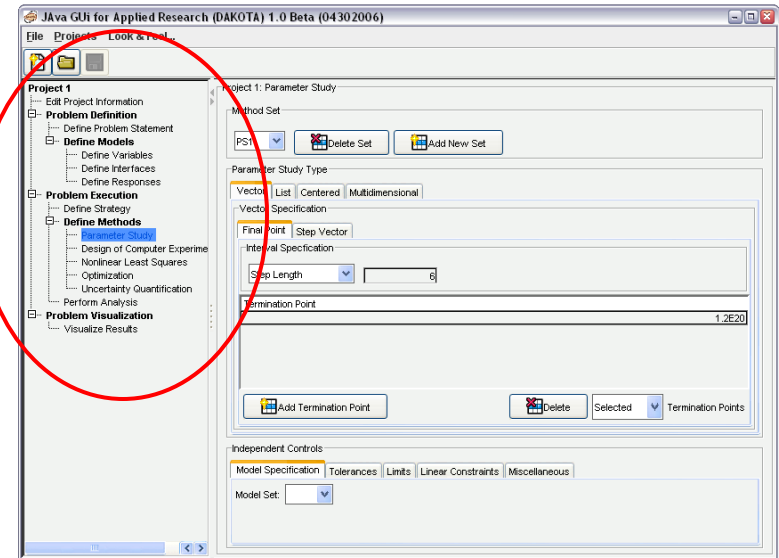 JAva GUi for Applied Research (DAKOTA) 1.0 Beta (04302006)
File Projects Look & Feel..
Project 1
Edit Project Information
Problem Definition
Define Problem Statement
Define Models
Define Variables
Define Interfaces
Define Responses
Problem Execution
Define Strategy
Define Methods
Parameter Study
Design of Computer Experime
Nonlinear Least Squares
Optimization
Uncertainty Quantification
Perform Analysis
Problem Visualization
Visualize Results
Project 1: Parameter Study
Method Set
PS1 Delete Set Add New Set
Parameter Study Type
Vector List Centered Multidimensional
Vector Specification
Final Point Step Vector
Interval Specfication
Step Length 6
Termination Point
1.2E20
Add Termination Point Delete Selected Termination Points
Independent Controls
Model Specification Tolerances Limits Linear Constraints Miscellaneous
Model Set: